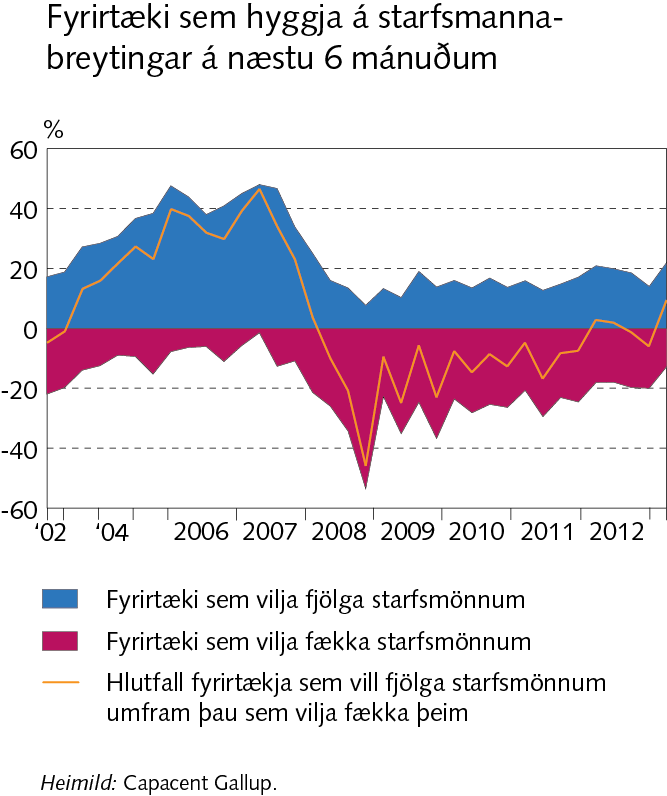 Fyrirtæki sem hyggja á starfsmanna-
breytingar á næstu 6 mánuðum
%
60
40
20
0
-20
-40
-60
‘02 ‘04 2006 2007 2008 2009 2010 2011 2012
Fyrirtæki sem vilja fjölga starfsmönnum
Fyrirtæki sem vilja fækka starfsmönnum
Hlutfall fyrirtækja sem vill fjölga starfsmönnum
umfram þau sem vilja fækka þeim
Heimild: Capacent Gallup.